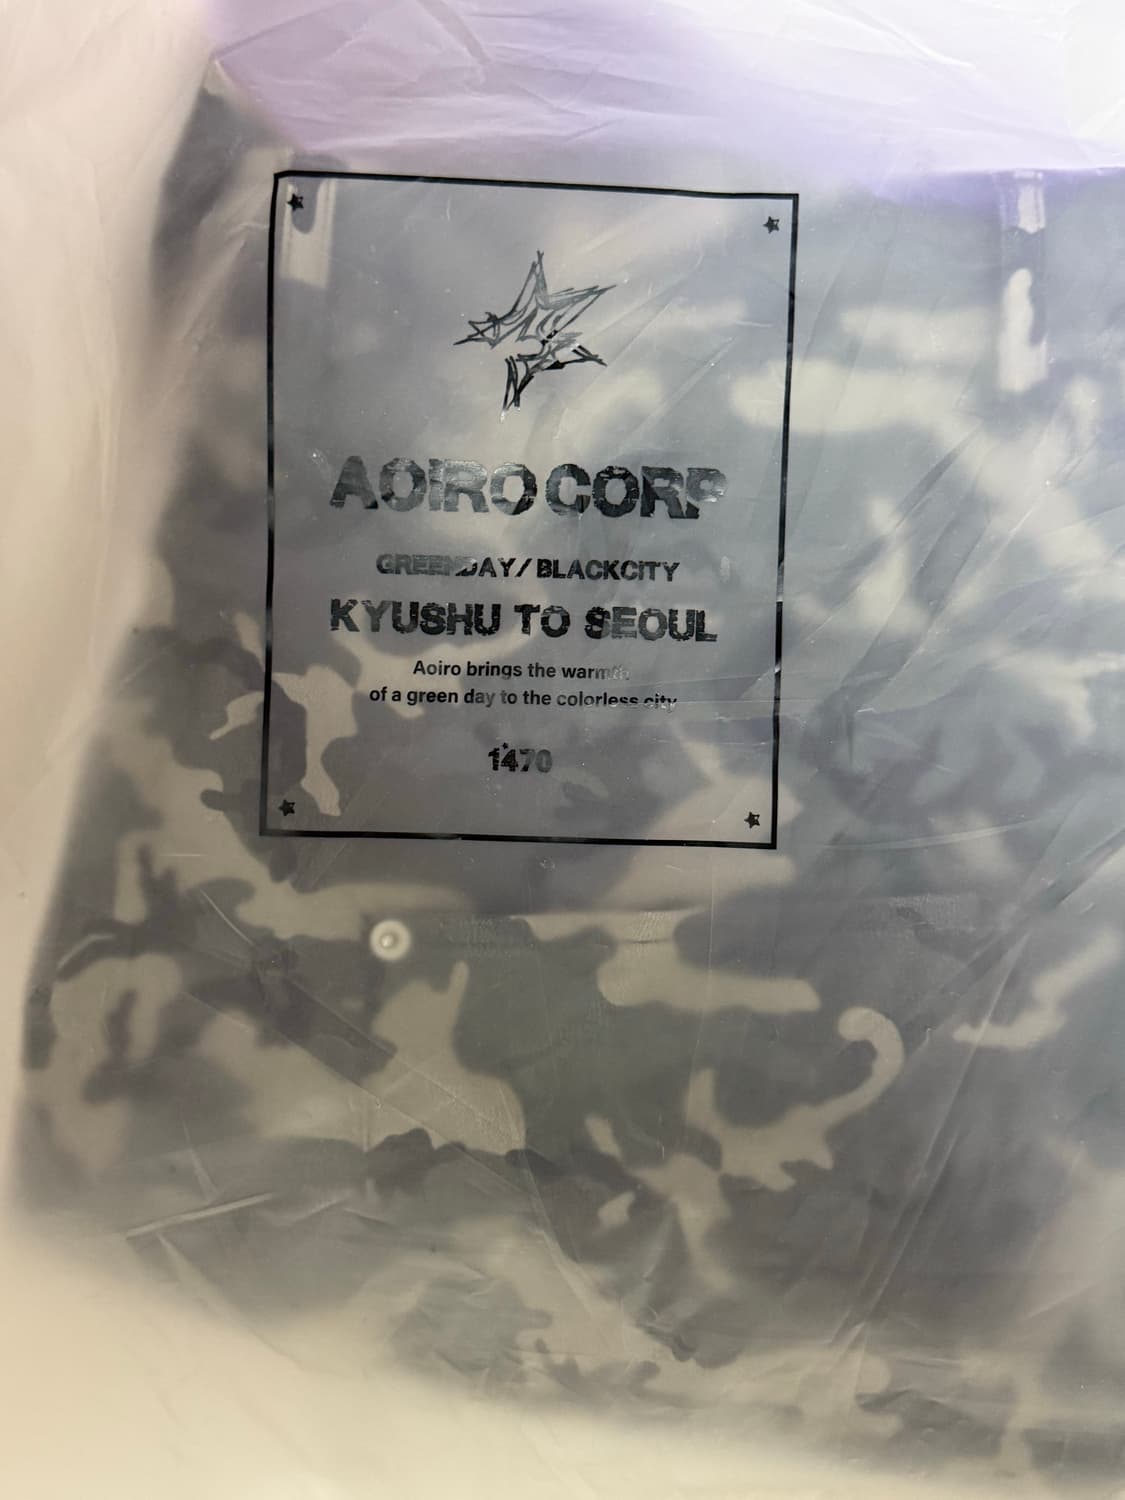 AOIRO CORP
GREENDAY/BLACKCITY
KYUSHU TO SEOUL
Aoiro brings the warmth
of a green day to the colorless city
1470